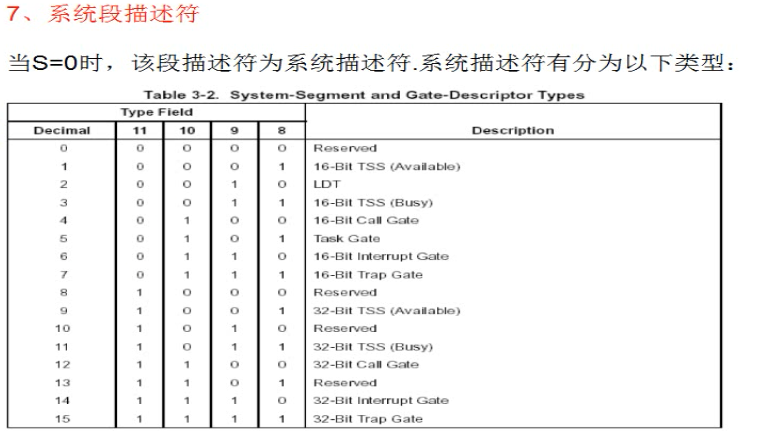 7、系统段描述符
当S=0时，该段描述符为系统描述符.系统描述符有分为以下类型：
Table 3-2. System-Segment and Gate-Descriptor Types
Type Field
Decimal 11 10 9 8 Description
0 0 0 0 0 Reserved
1 0 0 0 1 16-Bit TSS (Available)
2 0 0 1 0 LDT
3 0 0 1 1 16-Bit TSS (Busy)
4 0 1 0 0 16-Bit Call Gate
5 0 1 0 1 Task Gate
6 0 1 1 0 16-Bit Interrupt Gate
7 0 1 1 1 16-Bit Trap Gate
8 1 0 0 0 Reserved
9 1 0 0 1 32-Bit TSS (Available)
10 1 0 1 0 Reserved
11 1 0 1 1 32-Bit TSS (Busy)
12 1 1 0 0 32-Bit Call Gate
13 1 1 0 1 Reserved
14 1 1 1 0 32-Bit Interrupt Gate
15 1 1 1 1 32-Bit Trap Gate